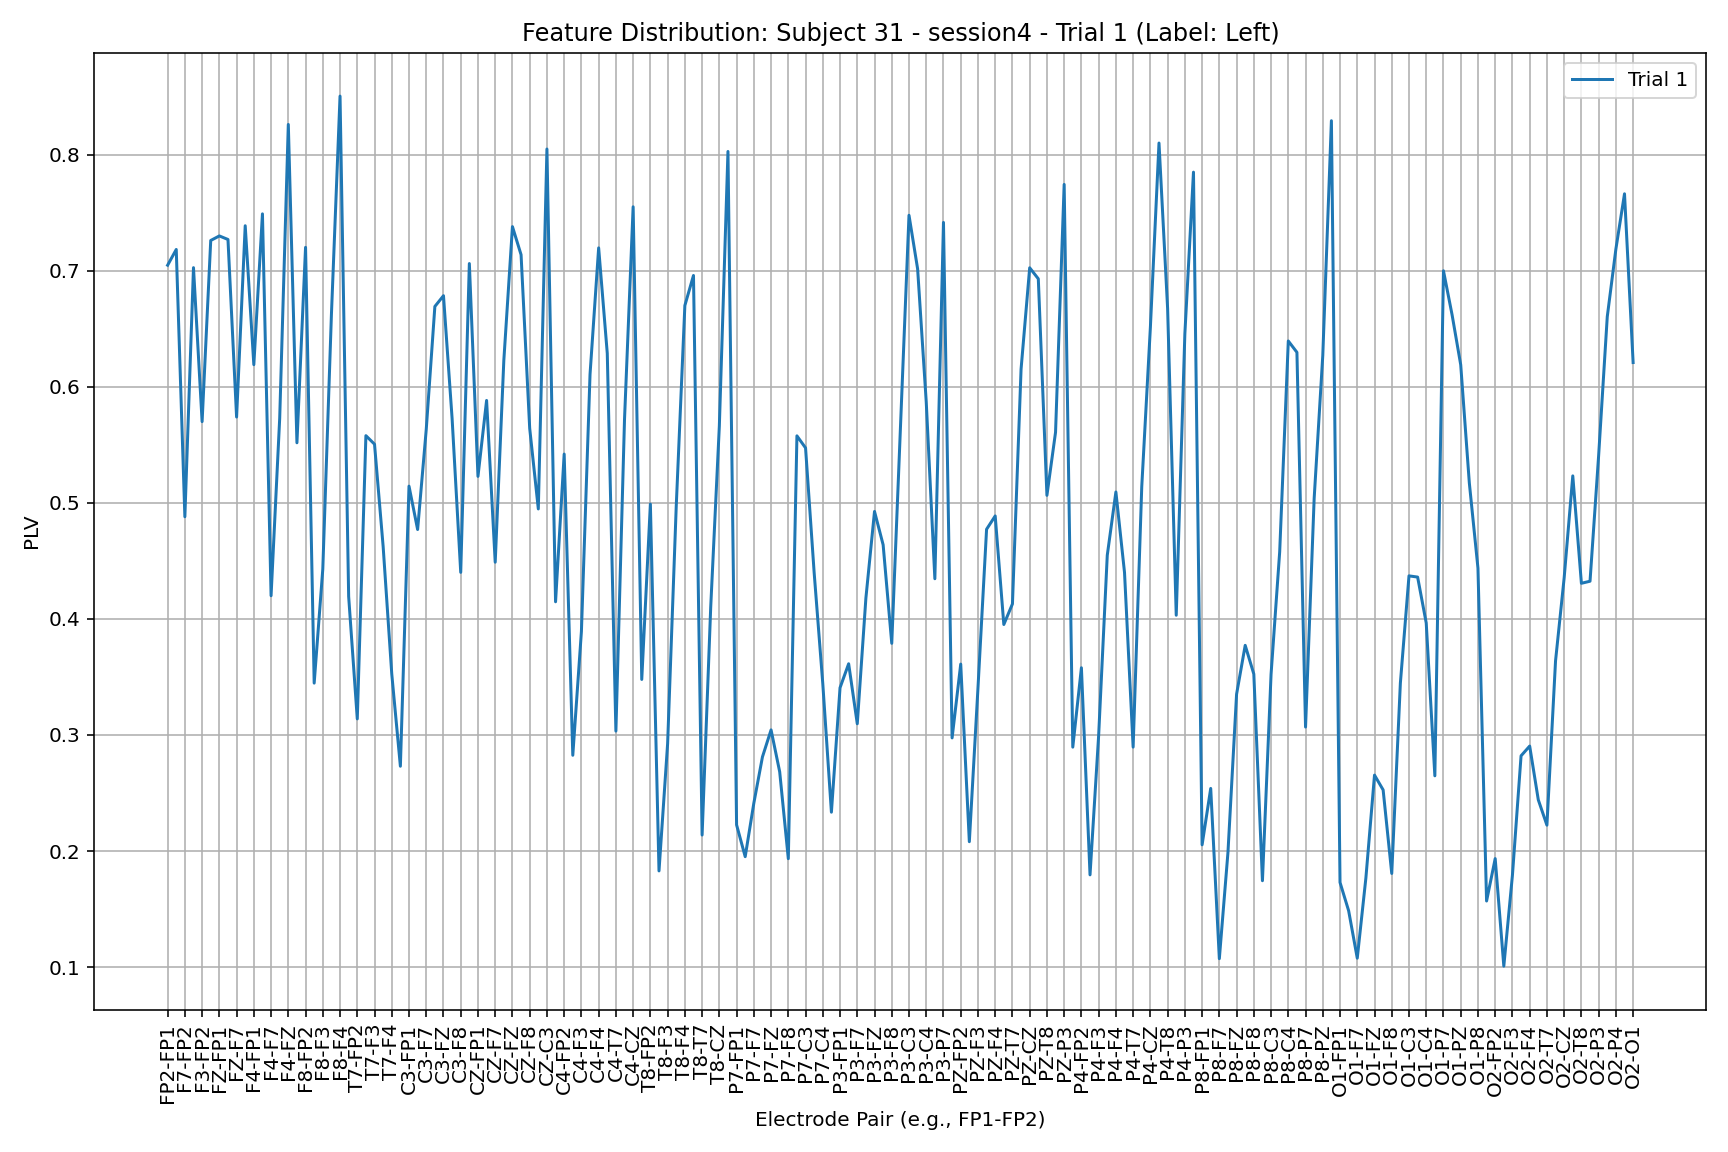 Feature Distribution: Subject 31 - session4 - Trial 1 (Label: Left)
Trial 1
PLV
0.8
0.7
0.6
0.5
0.4
0.3
0.2
0.1
FP2-FP1
F7-FP2
F3-FP2
FZ-FP1
FZ-F7
F4-FP1
F4-F7
F4-FZ
F8-FP2
F8-F3
F8-F4
T7-FP2
T7-F3
T7-F4
C3-FP1
C3-F7
C3-FZ
C3-F8
CZ-FP1
CZ-F7
CZ-FZ
CZ-F8
CZ-C3
C4-FP2
C4-F3
C4-F4
C4-T7
C4-CZ
T8-FP2
T8-F3
T8-F4
T8-T7
T8-CZ
P7-FP1
P7-F7
P7-FZ
P7-F8
P7-C3
P7-C4
P3-FP1
P3-F7
P3-FZ
P3-F8
P3-C3
P3-C4
P3-P7
PZ-FP2
PZ-F3
PZ-F4
PZ-T7
PZ-CZ
PZ-T8
PZ-P3
P4-FP2
P4-F3
P4-F4
P4-T7
P4-CZ
P4-T8
P4-P3
P8-FP1
P8-F7
P8-FZ
P8-F8
P8-C3
P8-C4
P8-P7
P8-PZ
O1-FP1
O1-F7
O1-FZ
O1-F8
O1-C3
O1-C4
O1-P7
O1-PZ
O1-P8
O2-FP2
O2-F3
O2-F4
O2-T7
O2-CZ
O2-T8
O2-P3
O2-P4
O2-O1
Electrode Pair (e.g., FP1-FP2)